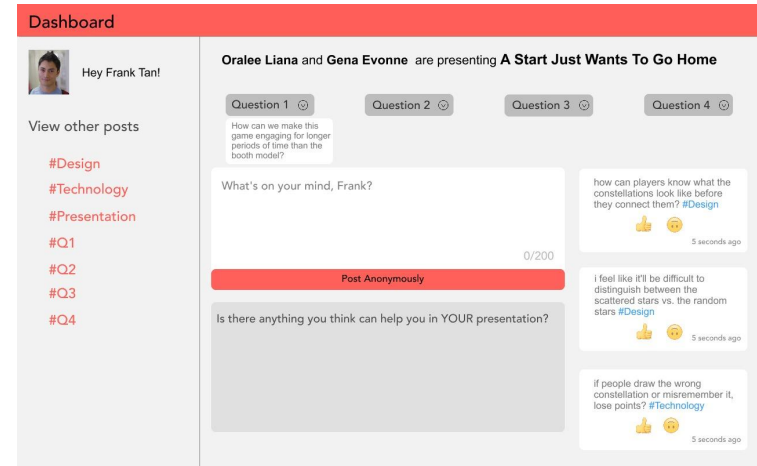 Dashboard
Hey Frank Tan!
View other posts
#Design
#Technology
#Presentation
#Q1
#Q2
#Q3
#Q4
Oralee Liana and Gena Evonne are presenting A Start Just Wants To Go Home
Question 1
Question 2
Question 3
Question 4
How can we make this
game engaging for longer
periods of time than the
booth model?
What's on your mind, Frank?
0/200
Post Anonymously
Is there anything you think can help you in YOUR presentation?
how can players know what the
constellations look like before
they connect them? #Design
5 seconds ago
i feel like it'll be difficult to
distinguish between the
scattered stars vs. the random
stars #Design
5 seconds ago
if people draw the wrong
constellation or misremember it,
lose points? #Technology
5 seconds ago